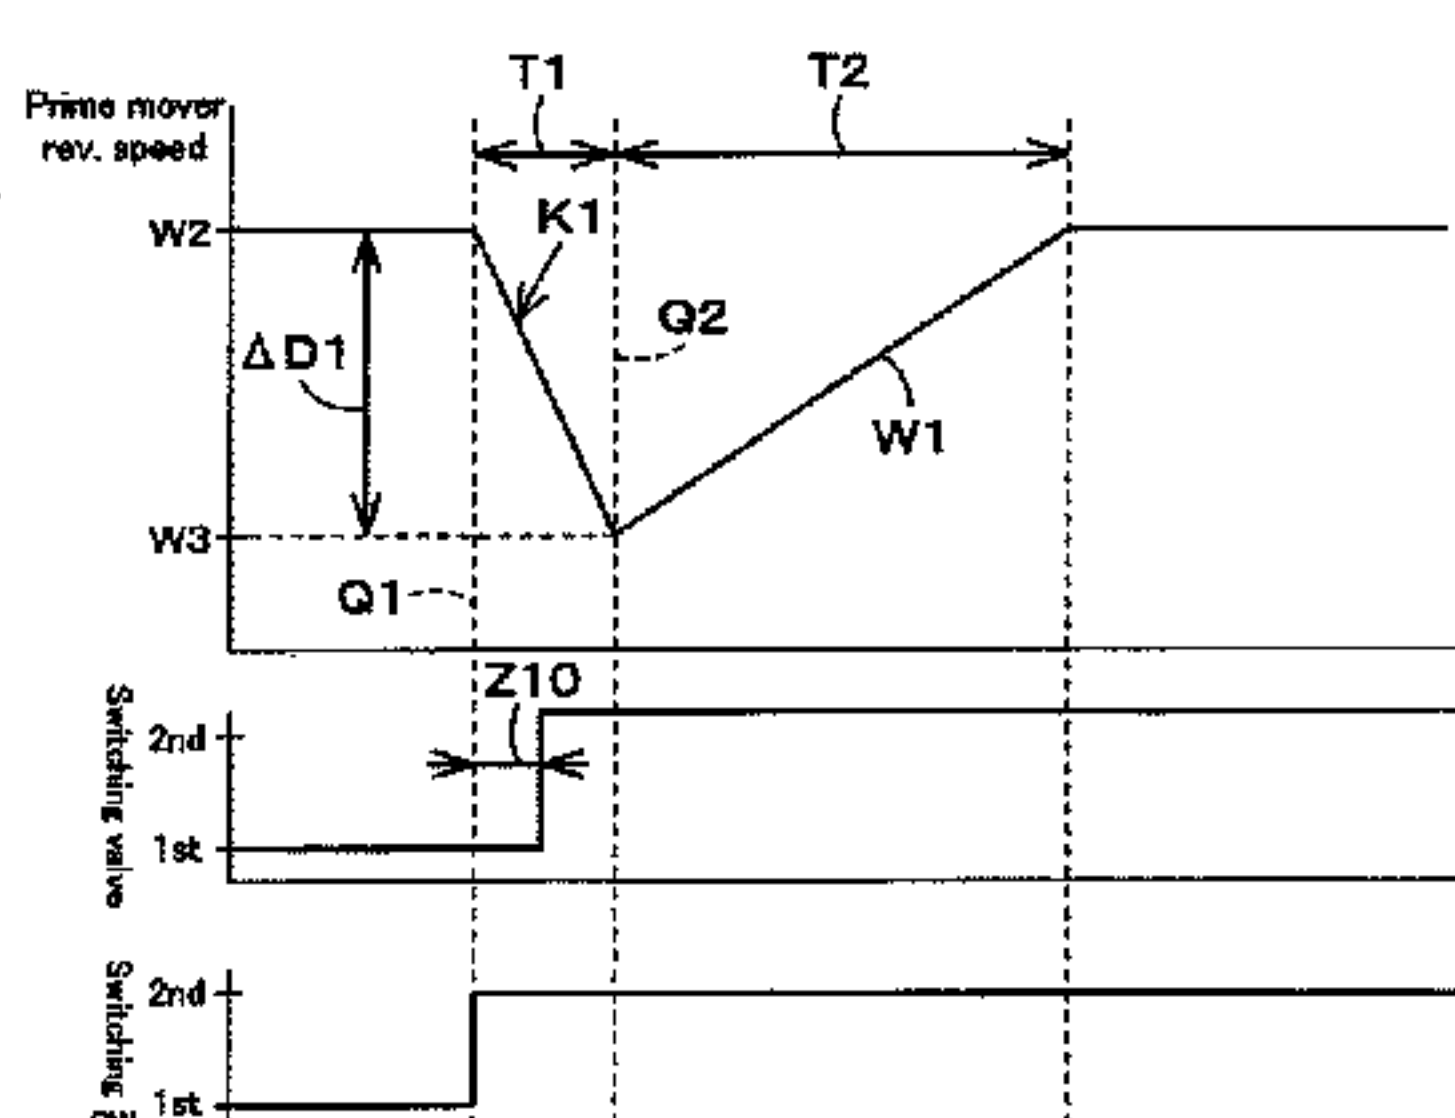 T1
T2
Prime mover
rev. speed
W2
K1
Q2
ΔD1
W1
W3
Q1
Z10
Switching valve
2nd
1st
Switching
2nd
1st